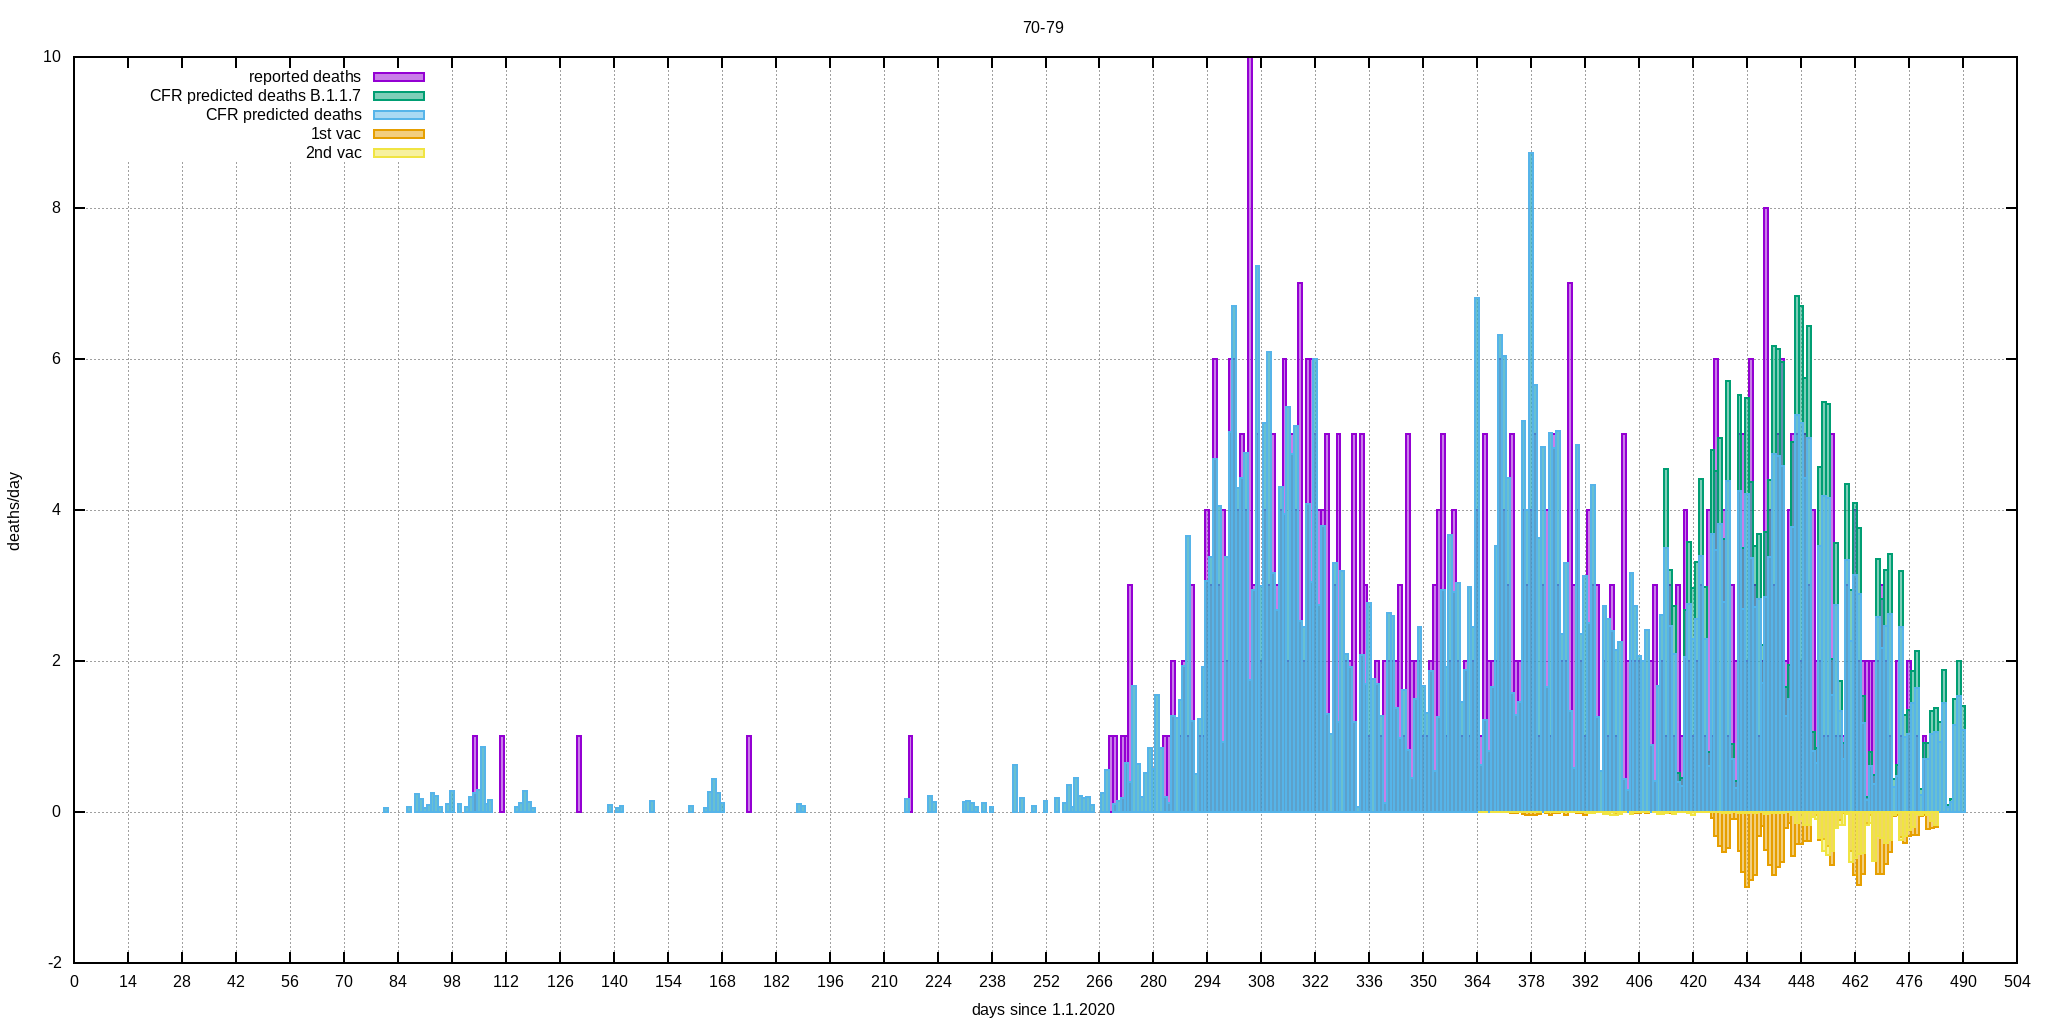 70-79
10
8
6
4
2
0
-2
deaths/day
reported deaths
CFR predicted deaths B.1.1.7
CFR predicted deaths
1st vac
2nd vac
0 14 28 42 56 70 84 98 112 126 140 154 168 182 196 210 224 238 252 266 280 294 308 322 336 350 364 378 392 406 420 434 448 462 476 490 504
days since 1.1.2020